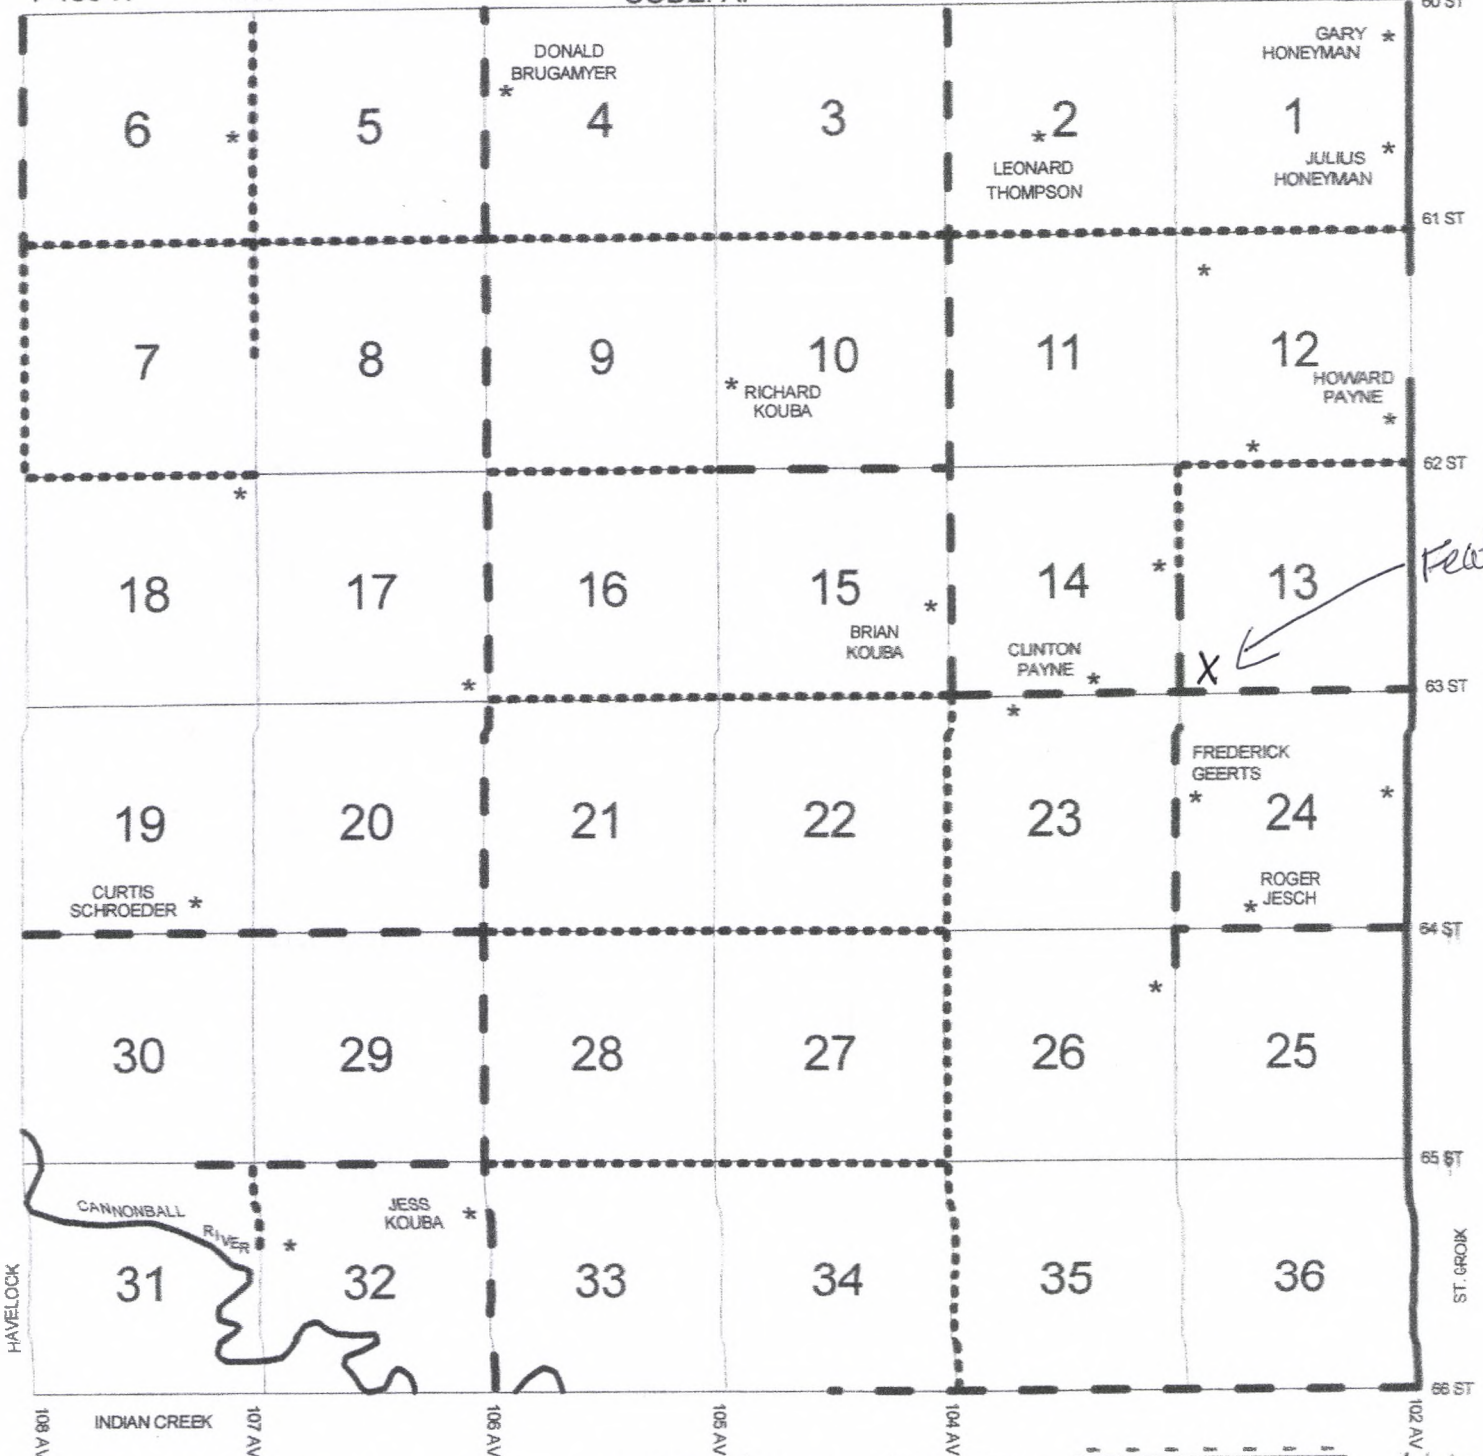 60 ST
GARY
HONEYMAN *
DONALD
BRUGAMYER
*
6 * 5 4 3 * 2 1
LEONARD
THOMPSON
JULIUS *
HONEYMAN
61 ST
*
7 8 9 10 11 12
* RICHARD
KOUBA
HOWARD
PAYNE
*
*
62 ST
*
18 17 16 15 * 14 * 13
BRIAN
KOUBA
CLINTON
PAYNE *
X
*
63 ST
*
FREDERICK
GEERTS
*
19 20 21 22 23 24 *
CURTIS
SCHROEDER *
ROGER
* JESCH
64 ST
*
30 29 28 27 26 25
65 ST
CANNONBALL
RIVER
*
JESS
KOUBA *
31 32 33 34 35 36
HAVELOCK
ST. CROIX
66 ST
INDIAN CREEK
108 AV
107 AV
106 AV
105 AV
104 AV
102 AV